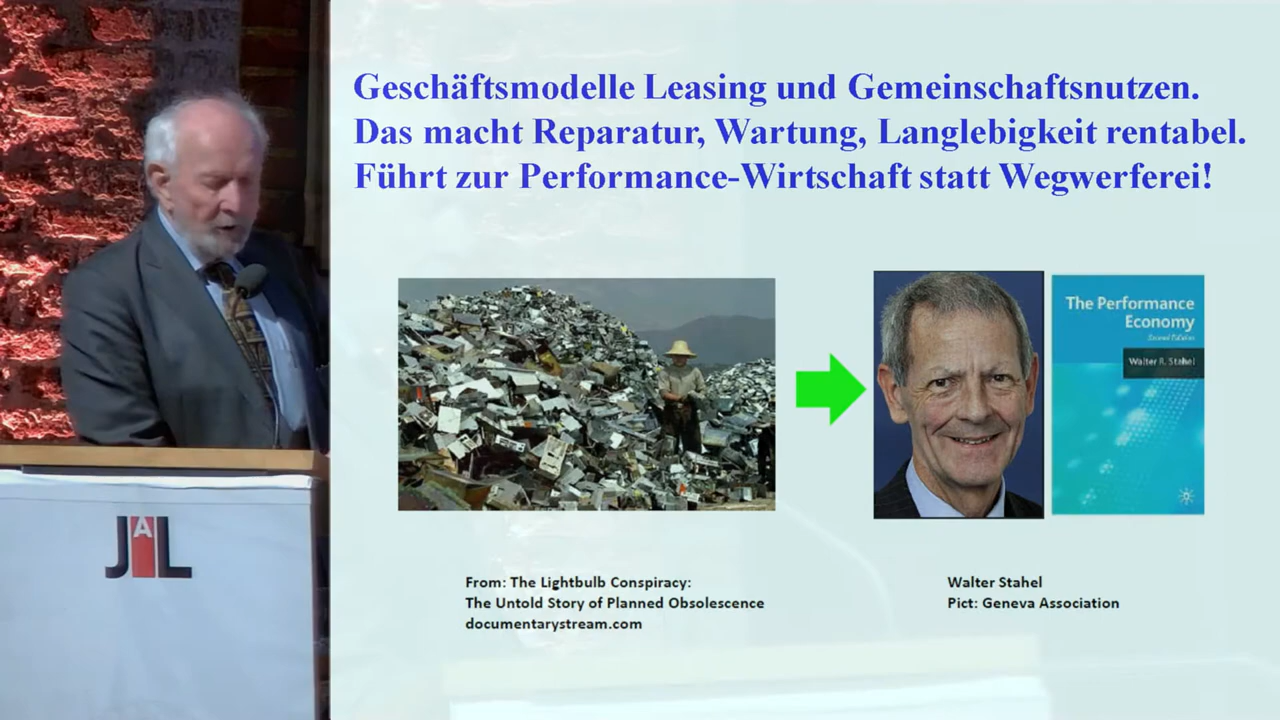 Geschäftsmodelle Leasing und Gemeinschaftsnutzen.
Das macht Reparatur, Wartung, Langlebigkeit rentabel.
Führt zur Performance-Wirtschaft statt Wegwerferei!
The Performance
Economy
Second Edition
Walter R. Stahel
From: The Lightbulb Conspiracy:
The Untold Story of Planned Obsolescence
documentarystream.com
Walter Stahel
Pict: Geneva Association
JAL